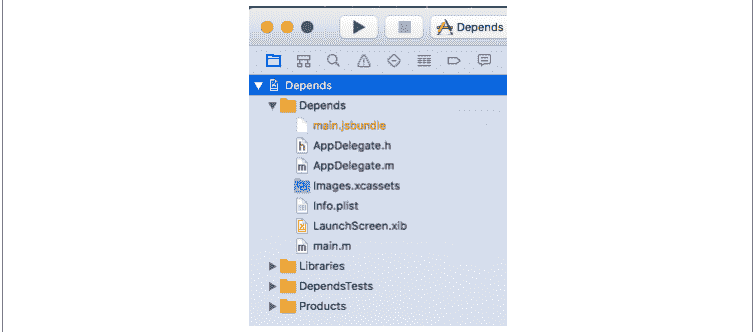 Depends
Depends
Depends
main.jsbundle
AppDelegate.h
AppDelegate.m
Images.xcassets
Info.plist
LaunchScreen.xib
main.m
Libraries
DependsTests
Products